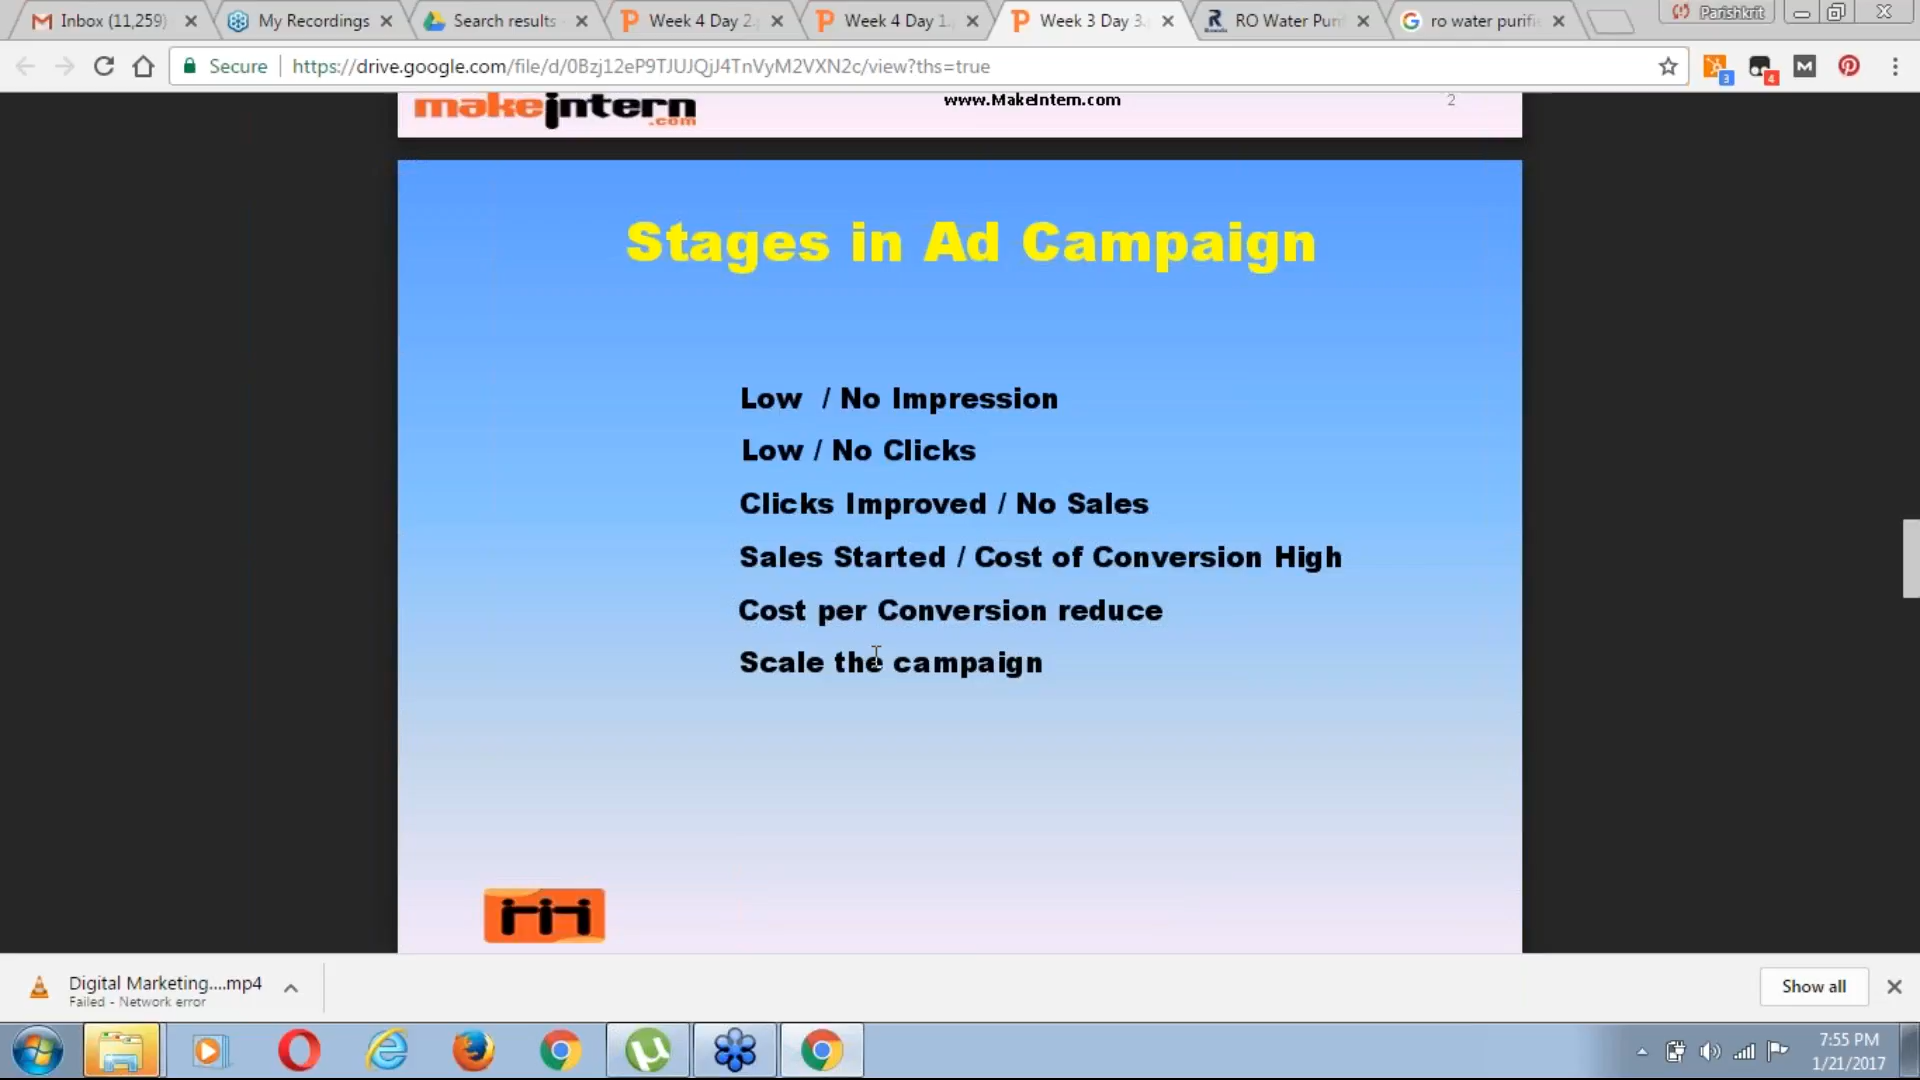 Inbox (11,259)
My Recordings
Search results
Week 4 Day 2.
Week 4 Day 1.
Week 3 Day 3.
RO Water Puri
ro water purifi
Parishkrit
Secure
https://drive.google.com/file/d/0Bzj12eP9TJUJQjJ4TnVyM2VXN2c/view?ths=true
3
4
makeintern
.com
www.MakeIntern.com
2
Stages in Ad Campaign
Low / No Impression
Low / No Clicks
Clicks Improved / No Sales
Sales Started / Cost of Conversion High
Cost per Conversion reduce
Scale the campaign
Digital Marketing....mp4
Failed - Network error
Show all
7:55 PM
1/21/2017